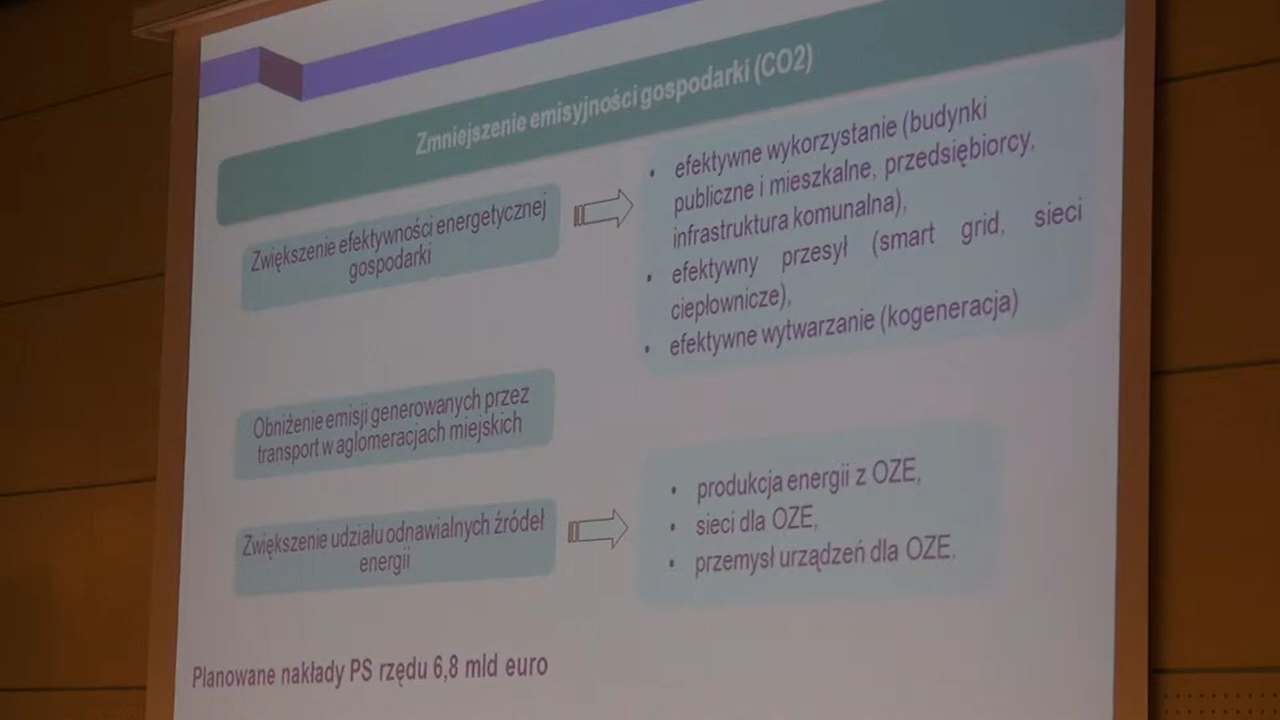 Zmniejszenie emisyjności gospodarki (CO2)
Zwiększenie efektywności energetycznej
gospodarki
• efektywne wykorzystanie (budynki
publiczne i mieszkalne, przedsiębiorcy,
infrastruktura komunalna),
• efektywny przesył (smart grid, sieci
ciepłownicze),
• efektywne wytwarzanie (kogeneracja)
Obniżenie emisji generowanych przez
transport w aglomeracjach miejskich
Zwiększenie udziału odnawialnych źródeł
energii
• produkcja energii z OZE,
• sieci dla OZE,
• przemysł urządzeń dla OZE.
Planowane nakłady PS rzędu 6,8 mld euro